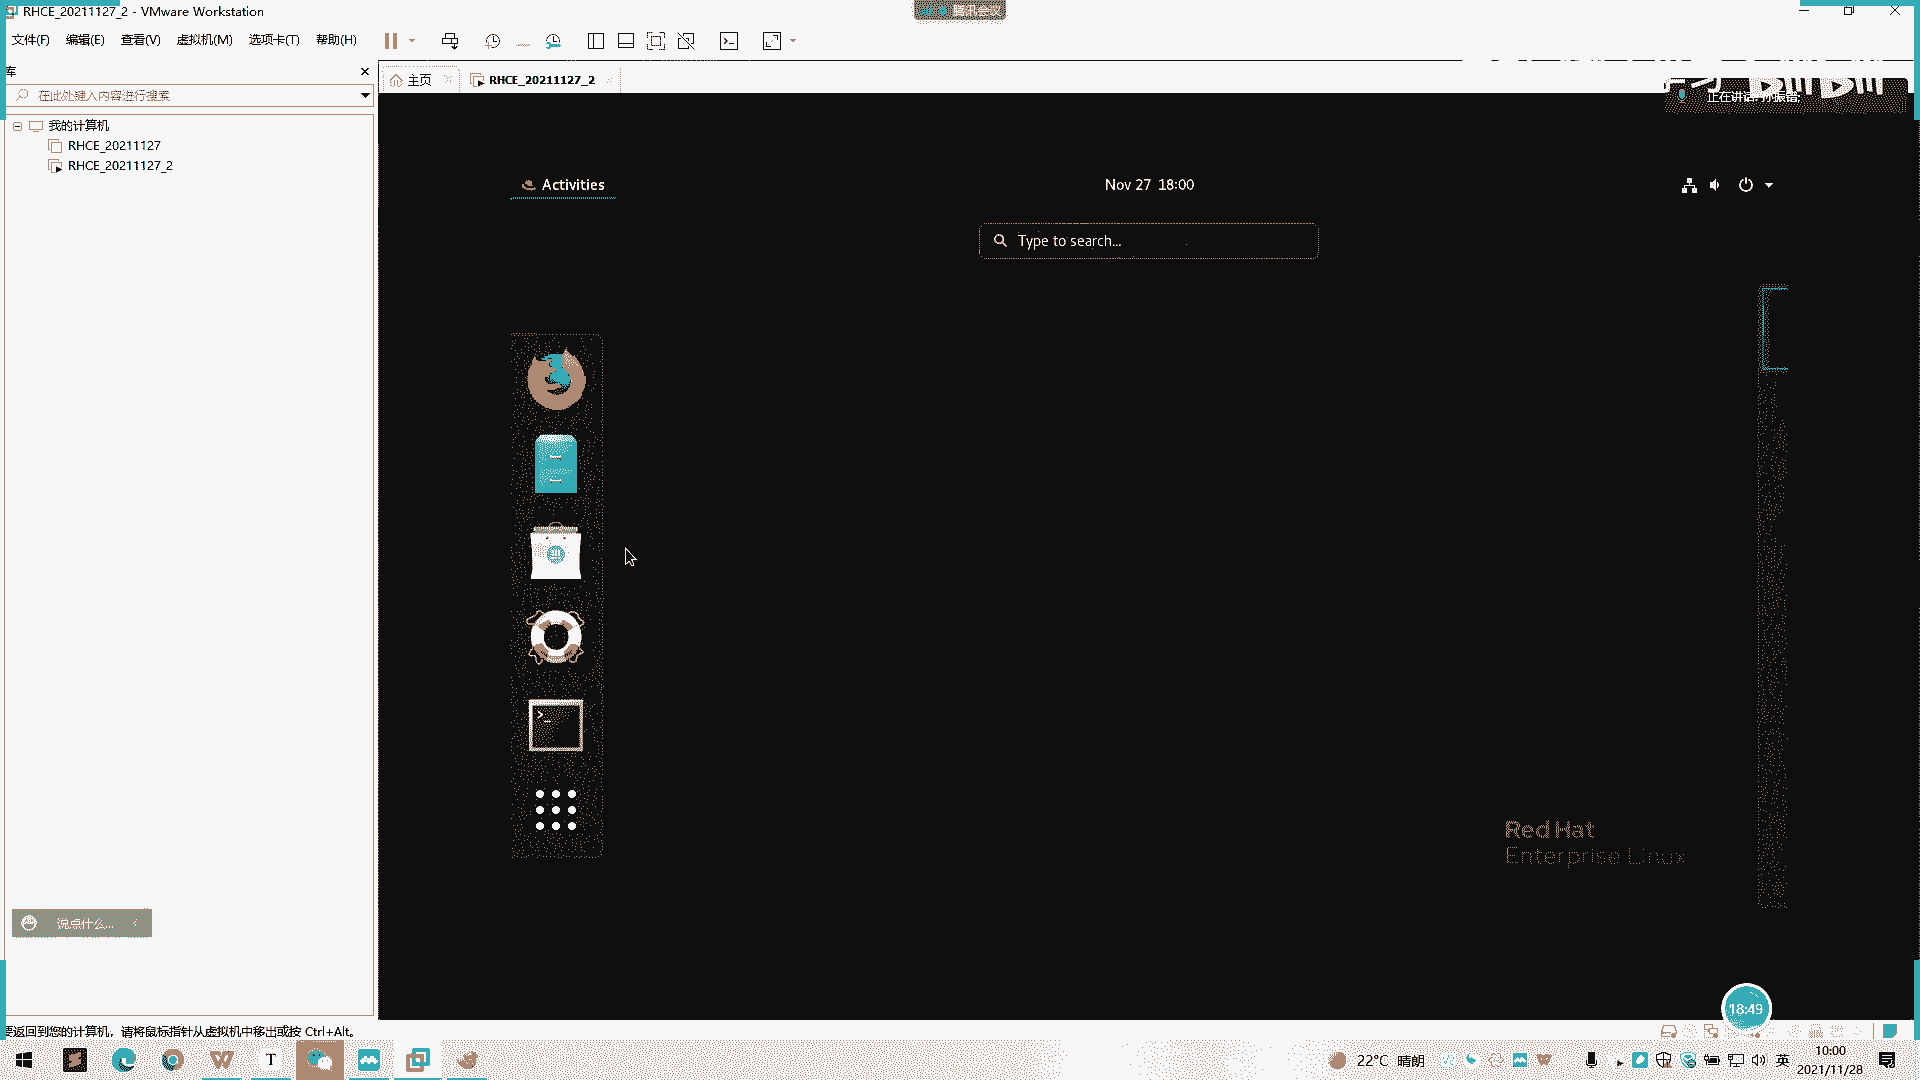 RHCE_20211127_2 - VMware Workstation
腾讯会议
文件(F) 编辑(E) 查看(V) 虚拟机(M) 选项卡(T) 帮助(H)
库
主页
RHCE_20211127_2
在此处键入内容进行搜索
正在讲话:
我的计算机
RHCE_20211127
RHCE_20211127_2
Activities
Nov 27 18:00
Type to search...
Red Hat
Enterprise Linux
说点什么...
18:49
要返回到您的计算机，请将鼠标指针从虚拟机中移出或按 Ctrl+Alt。
22°C 晴朗
英
10:00
2021/11/28